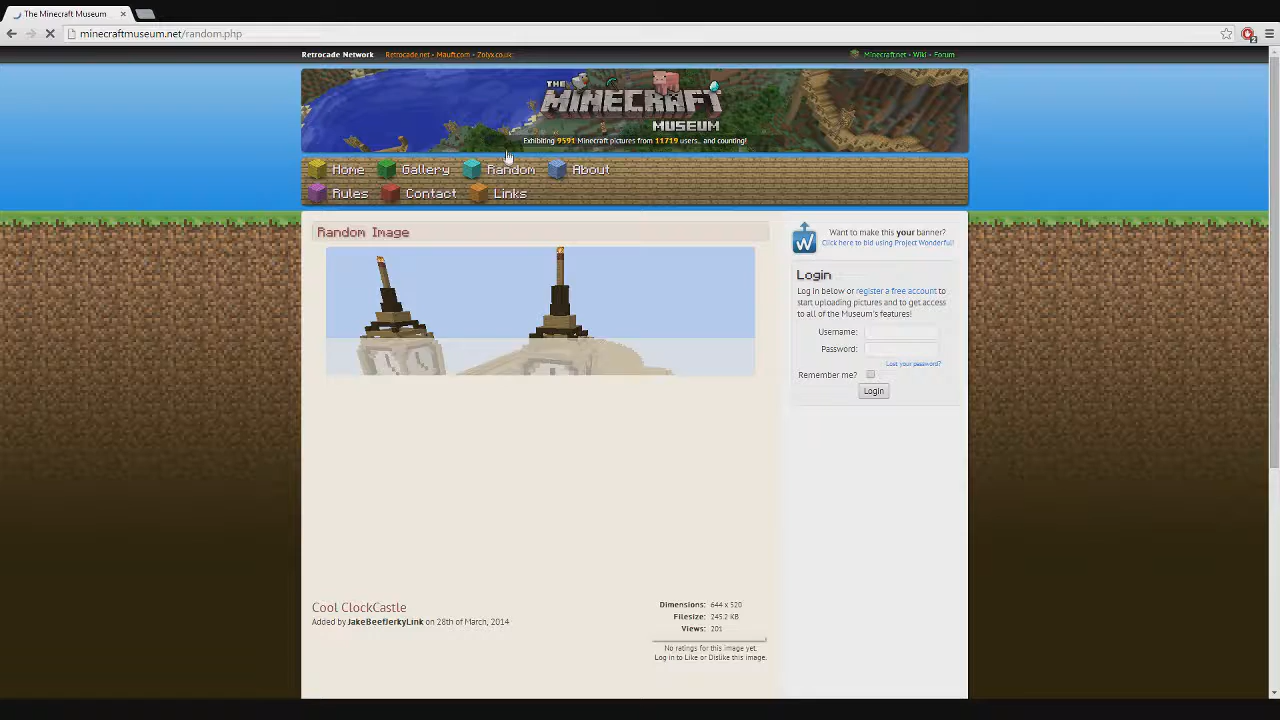 The Minecraft Museum
minecraftmuseum.net/random.php
Retrocade Network
Retrocade.net - Mauft.com - Zolyx.co.uk
Minecraft.net - Wiki - Forum
THE
MINECRAFT
MUSEUM
Exhibiting 9591 Minecraft pictures from 11719 users, and counting!
Home
Gallery
Random
About
Rules
Contact
Links
Random Image
Want to make this your banner?
Click here to bid using Project Wonderful!
Login
Log in below or register a free account to
start uploading pictures and to get access
to all of the Museum's features!
Username:
Password:
Lost your password?
Remember me?
Login
Cool ClockCastle
Added by JakeBeefJerkyLink on 28th of March, 2014
Dimensions: 644 x 520
Filesize: 245.2 KB
Views: 201
No ratings for this image yet.
Log in to Like or Dislike this image.